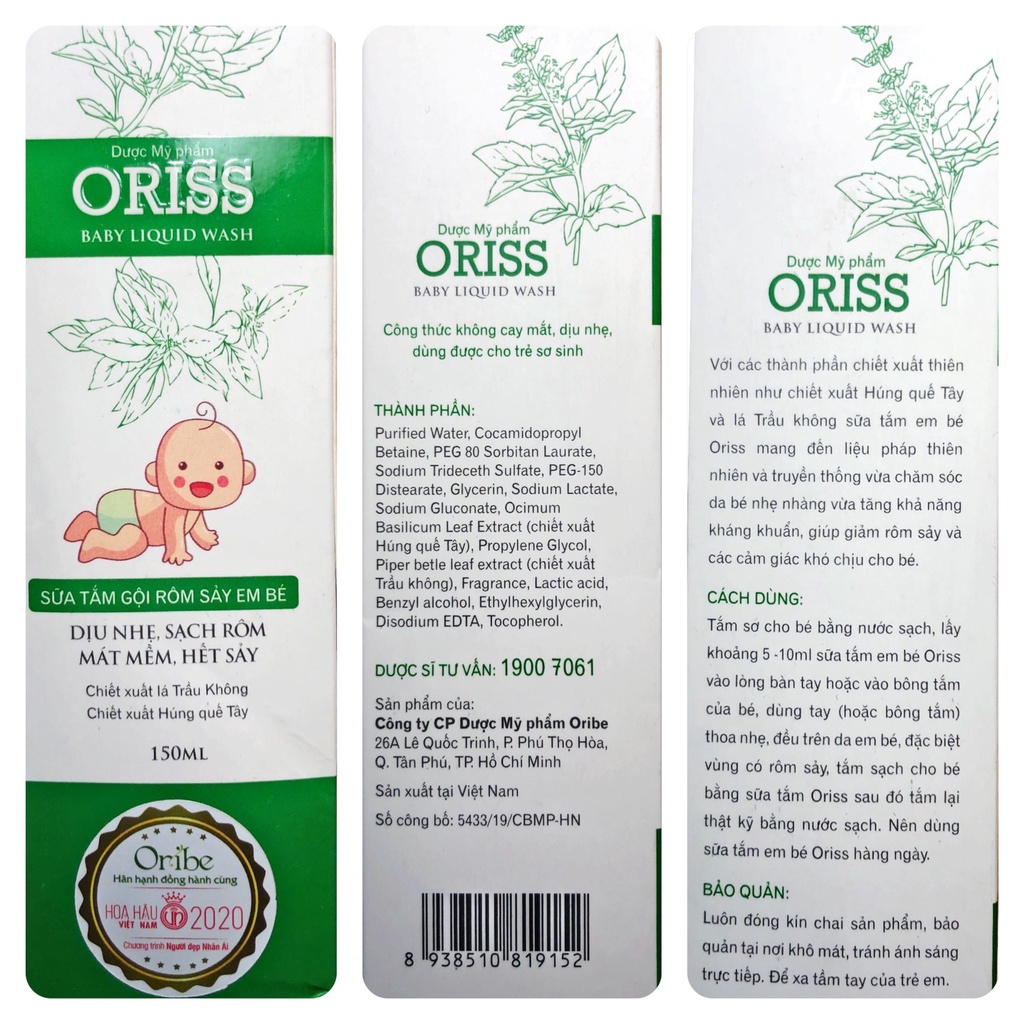 Dược Mỹ phẩm
ORISS
BABY LIQUID WASH
SỮA TẮM GỘI RÔM SẢY EM BÉ
DỊU NHẸ, SẠCH RÔM
MÁT MỀM, HẾT SẢY
Chiết xuất lá Trầu Không
Chiết xuất Húng quế Tây
150ML
Oribe
Hân hạnh đồng hành cùng
HOA HẬU
VIỆT NAM
2020
Chương trình Người đẹp Nhân Ái
Dược Mỹ phẩm
ORISS
BABY LIQUID WASH
Công thức không cay mắt, dịu nhẹ,
dùng được cho trẻ sơ sinh
THÀNH PHẦN:
Purified Water, Cocamidopropyl
Betaine, PEG 80 Sorbitan Laurate,
Sodium Trideceth Sulfate, PEG-150
Distearate, Glycerin, Sodium Lactate,
Sodium Gluconate, Ocimum
Basilicum Leaf Extract (chiết xuất
Húng quế Tây), Propylene Glycol,
Piper betle leaf extract (chiết xuất
Trầu không), Fragrance, Lactic acid,
Benzyl alcohol, Ethylhexylglycerin,
Disodium EDTA, Tocopherol.
DƯỢC SĨ TƯ VẤN: 1900 7061
Sản phẩm của:
Công ty CP Dược Mỹ phẩm Oribe
26A Lê Quốc Trinh, P. Phú Thọ Hòa,
Q. Tân Phú, TP. Hồ Chí Minh
Sản xuất tại Việt Nam
Số công bố: 5433/19/CBMP-HN
8 938510 819152
Dược Mỹ phẩm
ORISS
BABY LIQUID WASH
Với các thành phần chiết xuất thiên
nhiên như chiết xuất Húng quế Tây
và lá Trầu không sữa tắm em bé
Oriss mang đến liệu pháp thiên
nhiên và truyền thống vừa chăm sóc
da bé nhẹ nhàng vừa tăng khả năng
kháng khuẩn, giúp giảm rôm sảy và
các cảm giác khó chịu cho bé.
CÁCH DÙNG:
Tắm sơ cho bé bằng nước sạch, lấy
khoảng 5 -10ml sữa tắm em bé Oriss
vào lòng bàn tay hoặc vào bông tắm
của bé, dùng tay (hoặc bông tắm)
thoa nhẹ, đều trên da em bé, đặc biệt
vùng có rôm sảy, tắm sạch cho bé
bằng sữa tắm Oriss sau đó tắm lại
thật kỹ bằng nước sạch. Nên dùng
sữa tắm em bé Oriss hàng ngày.
BẢO QUẢN:
Luôn đóng kín chai sản phẩm, bảo
quản tại nơi khô mát, tránh ánh sáng
trực tiếp. Để xa tầm tay của trẻ em.